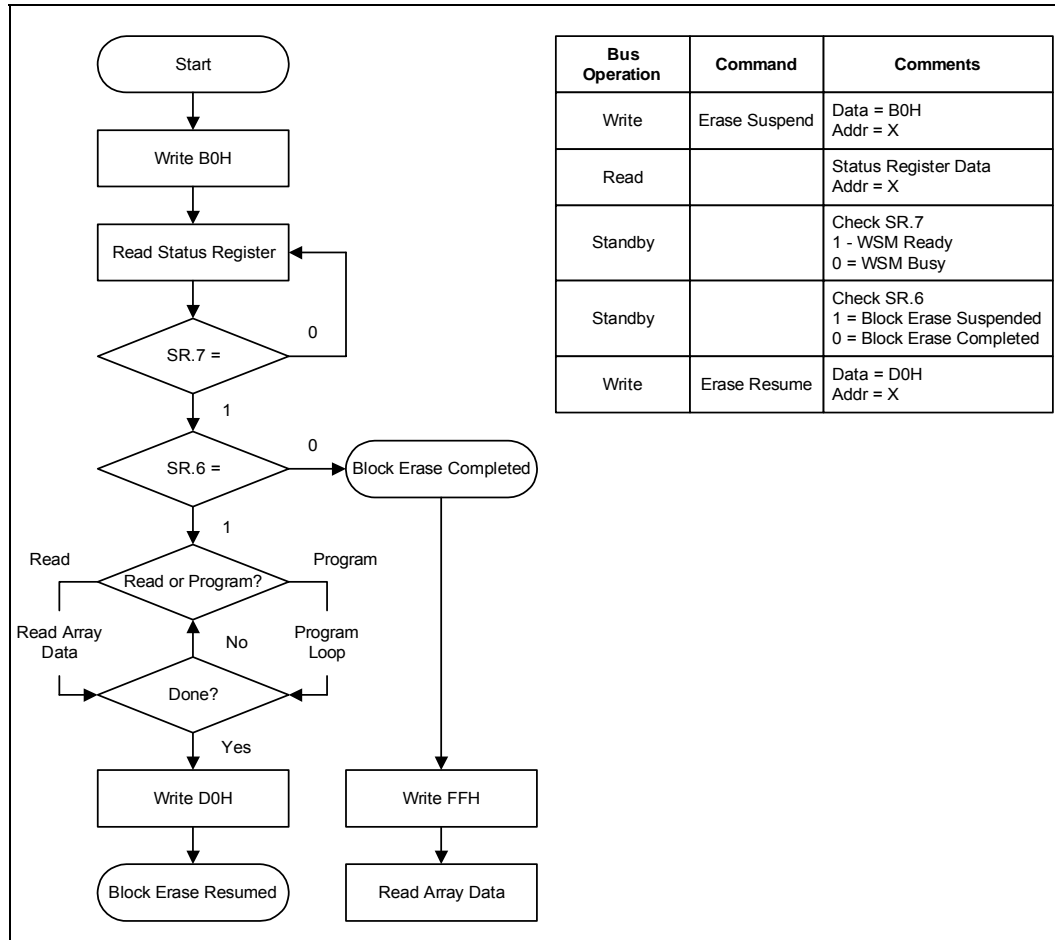 Start
Write B0H
Read Status Register
0
SR.7 =
1
0
SR.6 =
Block Erase Completed
1
Read
Program
Read or Program?
Read Array
Data
No
Program
Loop
Done?
Yes
Write D0H
Write FFH
Block Erase Resumed
Read Array Data
Bus
Operation
Command
Comments
Write
Erase Suspend
Data = B0H
Addr = X
Read
Status Register Data
Addr = X
Standby
Check SR.7
1 - WSM Ready
0 = WSM Busy
Standby
Check SR.6
1 = Block Erase Suspended
0 = Block Erase Completed
Write
Erase Resume
Data = D0H
Addr = X